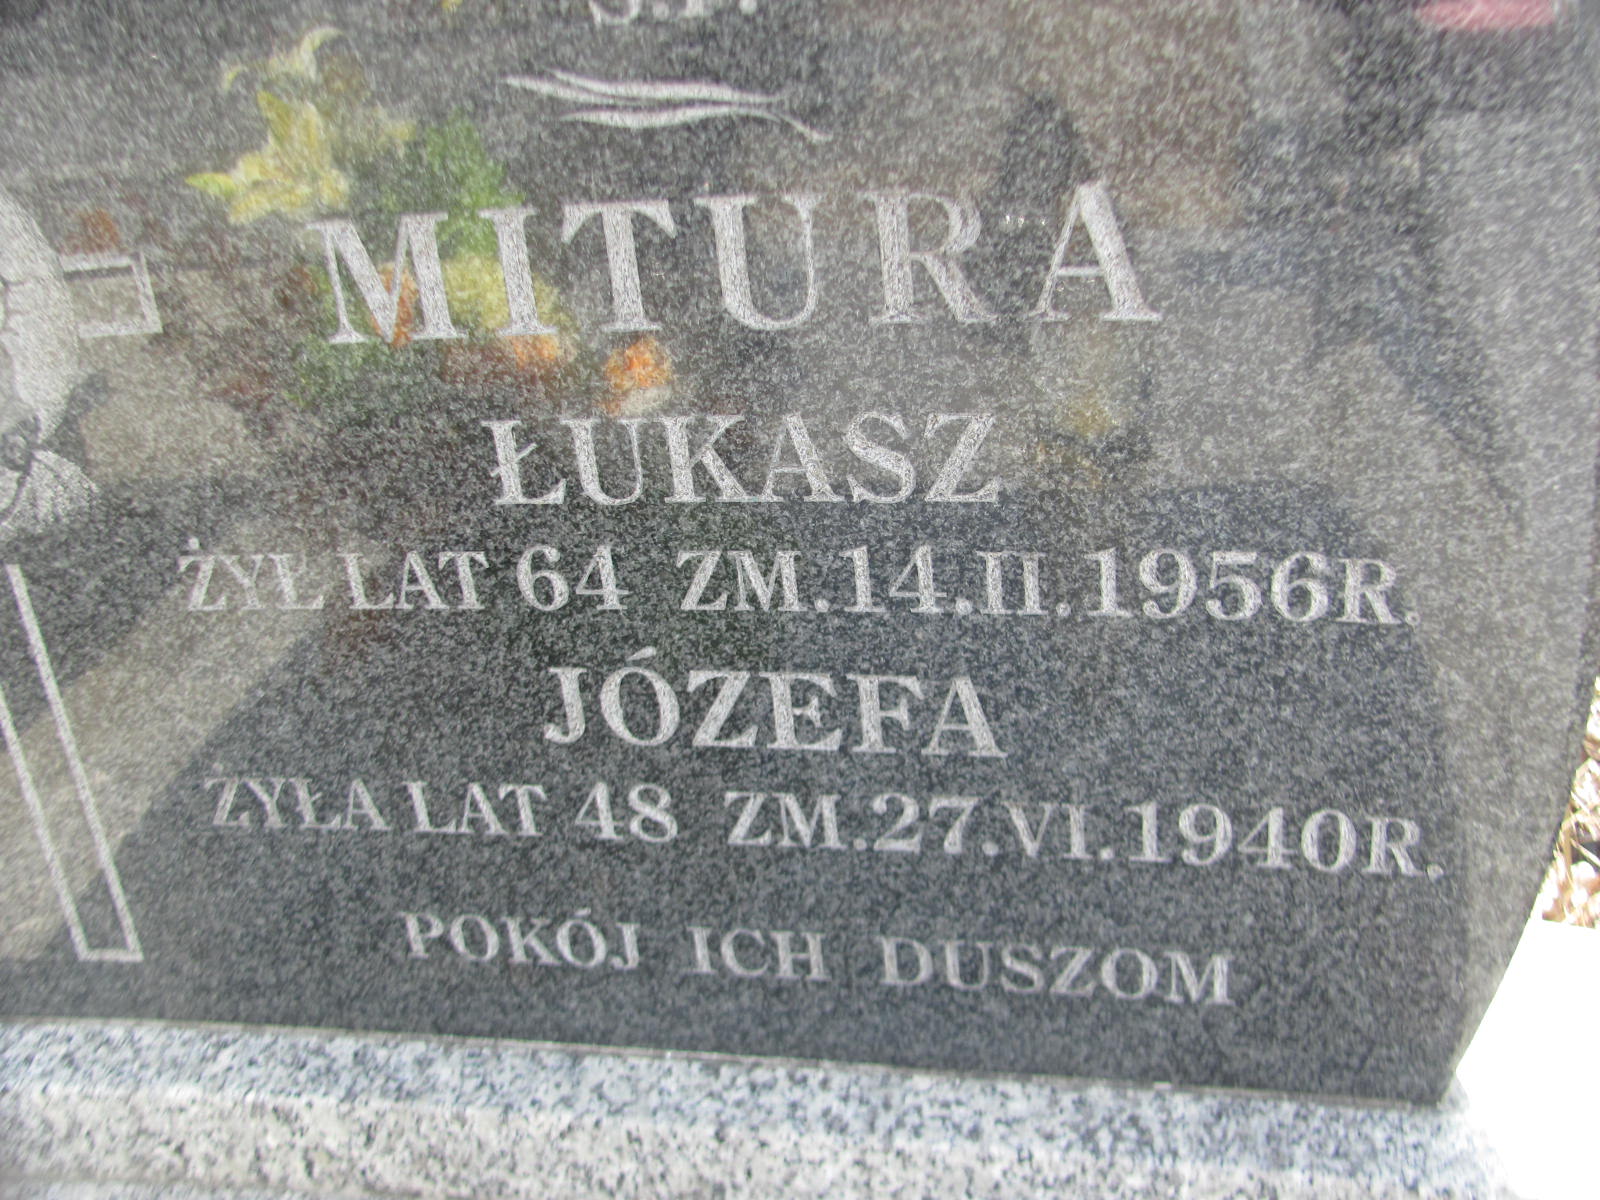 Ś.P.
MITURA
ŁUKASZ
ŻYŁ LAT 64 ZM.14.II.1956R.
JÓZEFA
ŻYŁA LAT 48 ZM.27.VI.1940R.
POKÓJ ICH DUSZOM